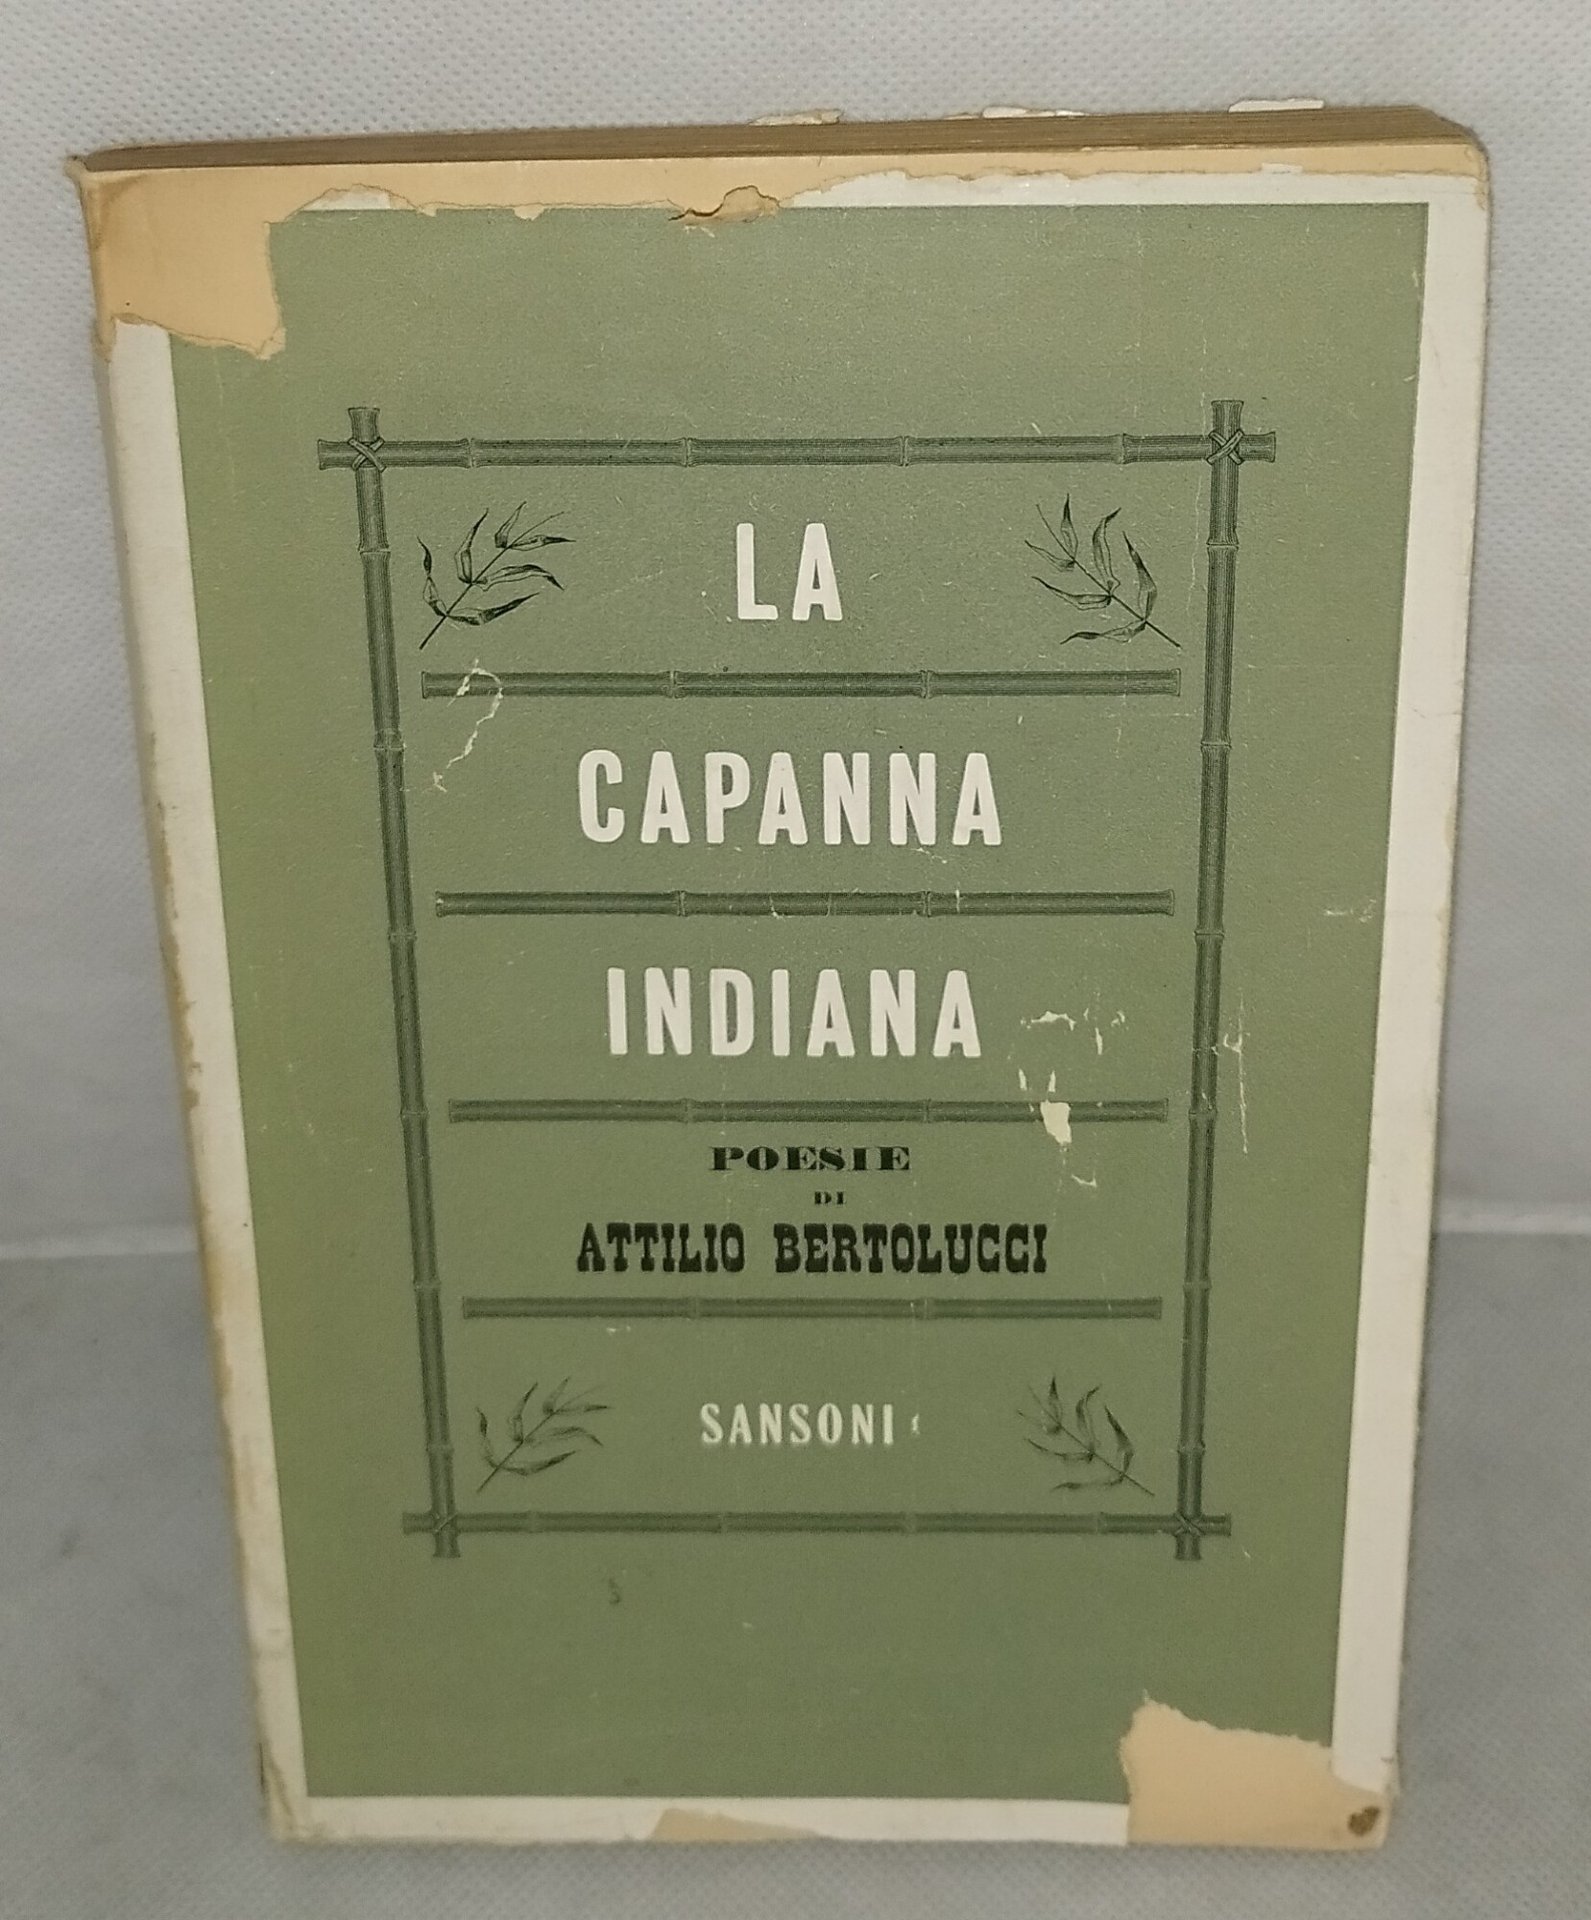 LA
CAPANNA
INDIANA
POESIE
DI
ATTILIO BERTOLUCCI
SANSONI